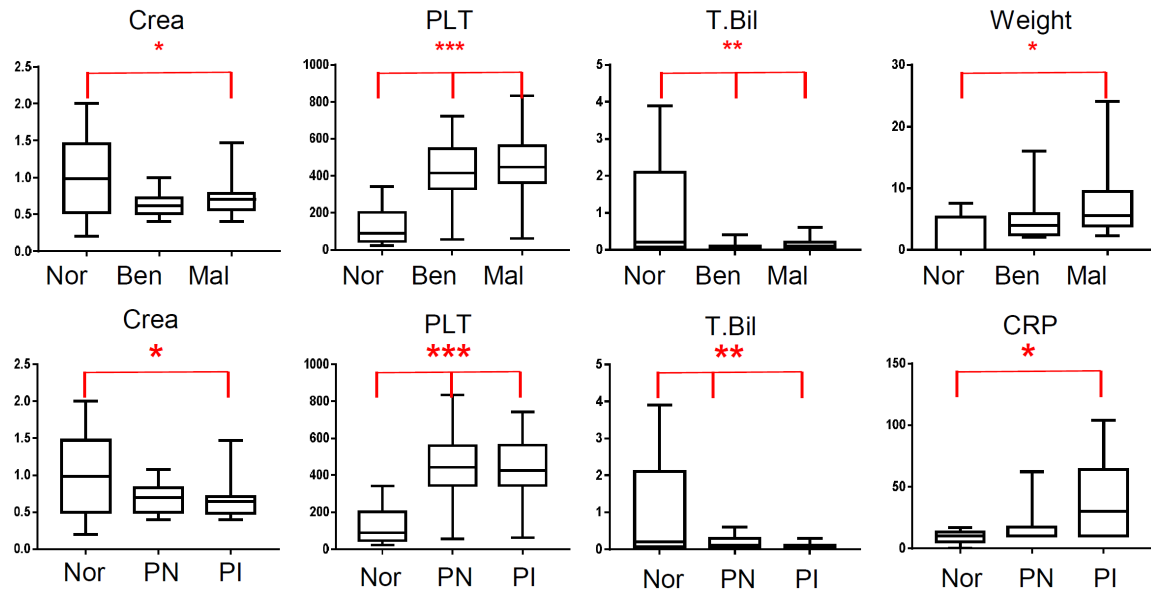 Crea PLT T.Bil Weight
* *** ** *
2.5 1000 5 30
2.0 800 4
1.5 600 3 20
1.0 400 2 10
0.5 200 1
0.0 0 0 0
Nor Ben Mal Nor Ben Mal Nor Ben Mal Nor Ben Mal
Crea PLT T.Bil CRP
* *** ** *
2.5 1000 5 150
2.0 800 4
1.5 600 3 100
1.0 400 2 50
0.5 200 1
0.0 0 0 0
Nor PN PI Nor PN PI Nor PN PI Nor PN PI